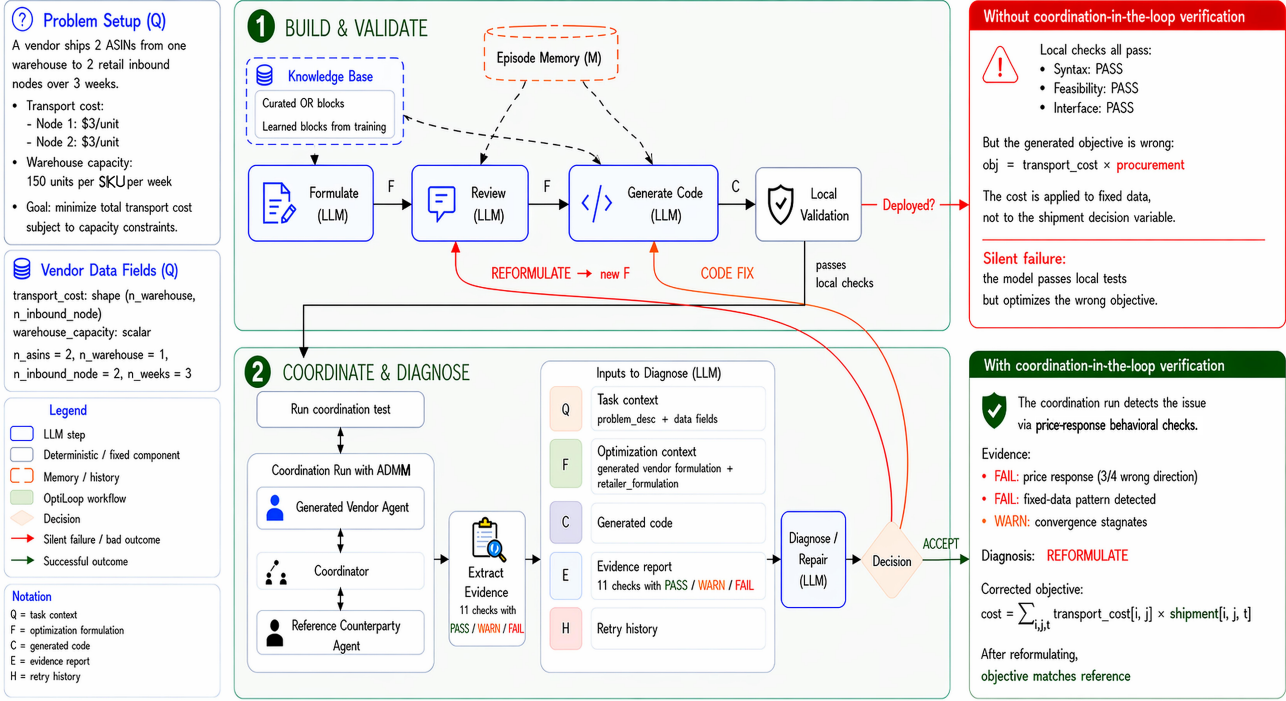 Problem Setup (Q)
A vendor ships 2 ASINs from one
warehouse to 2 retail inbound
nodes over 3 weeks.
• Transport cost:
- Node 1: $3/unit
- Node 2: $3/unit
• Warehouse capacity:
150 units per SKU per week
• Goal: minimize total transport cost
subject to capacity constraints.
Vendor Data Fields (Q)
transport_cost: shape (n_warehouse,
n_inbound_node)
warehouse_capacity: scalar
n_asins = 2, n_warehouse = 1,
n_inbound_node = 2, n_weeks = 3
Legend
LLM step
Deterministic / fixed component
Memory / history
OptiLoop workflow
Decision
Silent failure / bad outcome
Successful outcome
Notation
Q = task context
F = optimization formulation
C = generated code
E = evidence report
H = retry history
1 BUILD & VALIDATE
Knowledge Base
Curated OR blocks
Learned blocks from training
Episode Memory (M)
Formulate
(LLM)
F
Review
(LLM)
F
Generate Code
(LLM)
C
Local
Validation
Deployed?
REFORMULATE → new F
CODE FIX
passes
local checks
2 COORDINATE & DIAGNOSE
Run coordination test
Coordination Run with ADMM
Generated Vendor Agent
Coordinator
Reference Counterparty
Agent
Extract
Evidence
11 checks with
PASS / WARN / FAIL
Inputs to Diagnose (LLM)
Q
Task context
problem_desc + data fields
F
Optimization context
generated vendor formulation +
retailer_formulation
C
Generated code
E
Evidence report
11 checks with PASS / WARN / FAIL
H
Retry history
Diagnose /
Repair
(LLM)
Decision
ACCEPT
Without coordination-in-the-loop verification
Local checks all pass:
• Syntax: PASS
• Feasibility: PASS
• Interface: PASS
But the generated objective is wrong:
obj = transport_cost × procurement
The cost is applied to fixed data,
not to the shipment decision variable.
Silent failure:
the model passes local tests
but optimizes the wrong objective.
With coordination-in-the-loop verification
The coordination run detects the issue
via price-response behavioral checks.
Evidence:
• FAIL: price response (3/4 wrong direction)
• FAIL: fixed-data pattern detected
• WARN: convergence stagnates
Diagnosis: REFORMULATE
Corrected objective:
cost = ∑i,j,t transport_cost[i, j] × shipment[i, j, t]
After reformulating,
objective matches reference